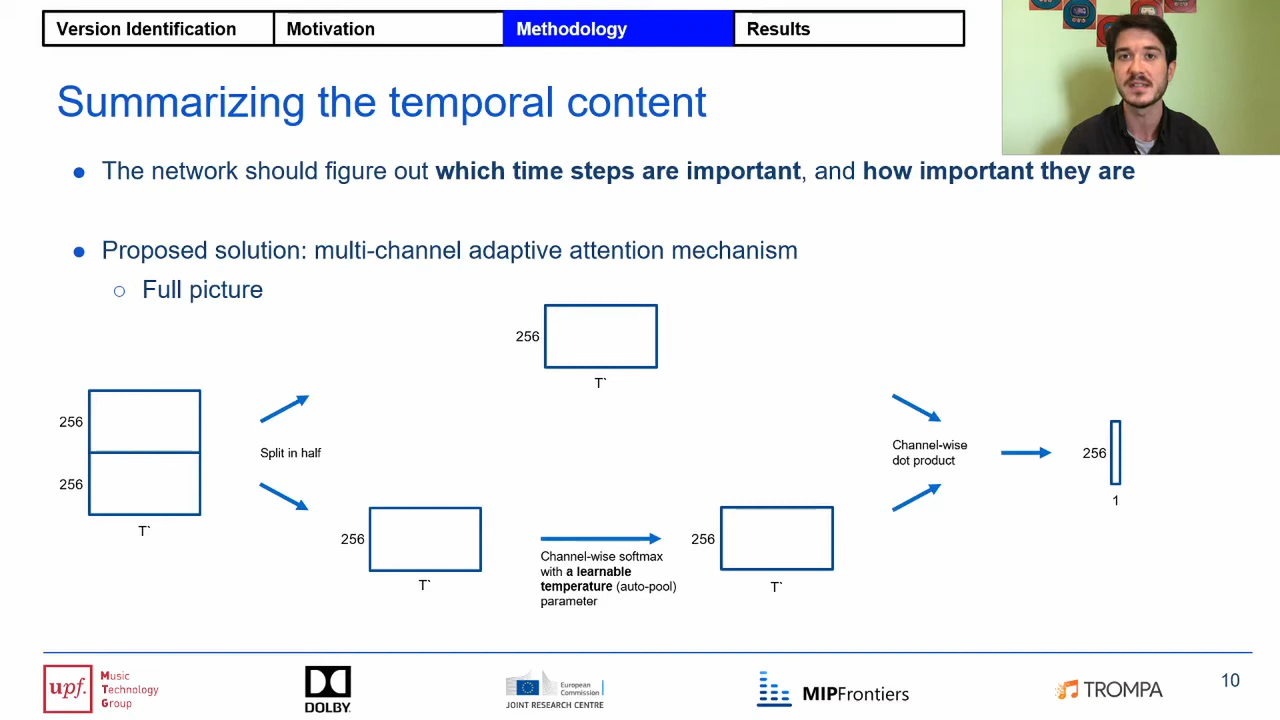 Version Identification
Motivation
Methodology
Results
Summarizing the temporal content
● The network should figure out which time steps are important, and how important they are
● Proposed solution: multi-channel adaptive attention mechanism
○ Full picture
256
T`
256
256
T`
Split in half
256
T`
Channel-wise softmax
with a learnable
temperature (auto-pool)
parameter
256
T`
Channel-wise
dot product
256
1
upf.
Music
Technology
Group
DOLBY.
European
Commission
JOINT RESEARCH CENTRE
MIPFrontiers
TROMPA
10